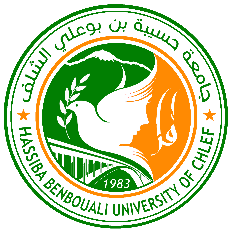 جامعة حسيبة بن بوعلي الشلف
1983
HASSIBA BENBOUALI UNIVERSITY OF CHLEF